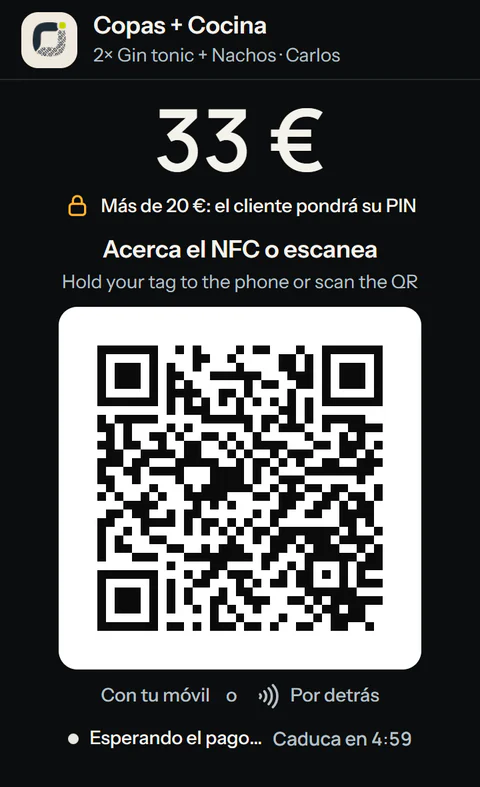 Copas + Cocina
2× Gin tonic + Nachos · Carlos
33 €
Más de 20 €: el cliente pondrá su PIN
Acerca el NFC o escanea
Hold your tag to the phone or scan the QR
Con tu móvil o Por detrás
Esperando el pago... Caduca en 4:59